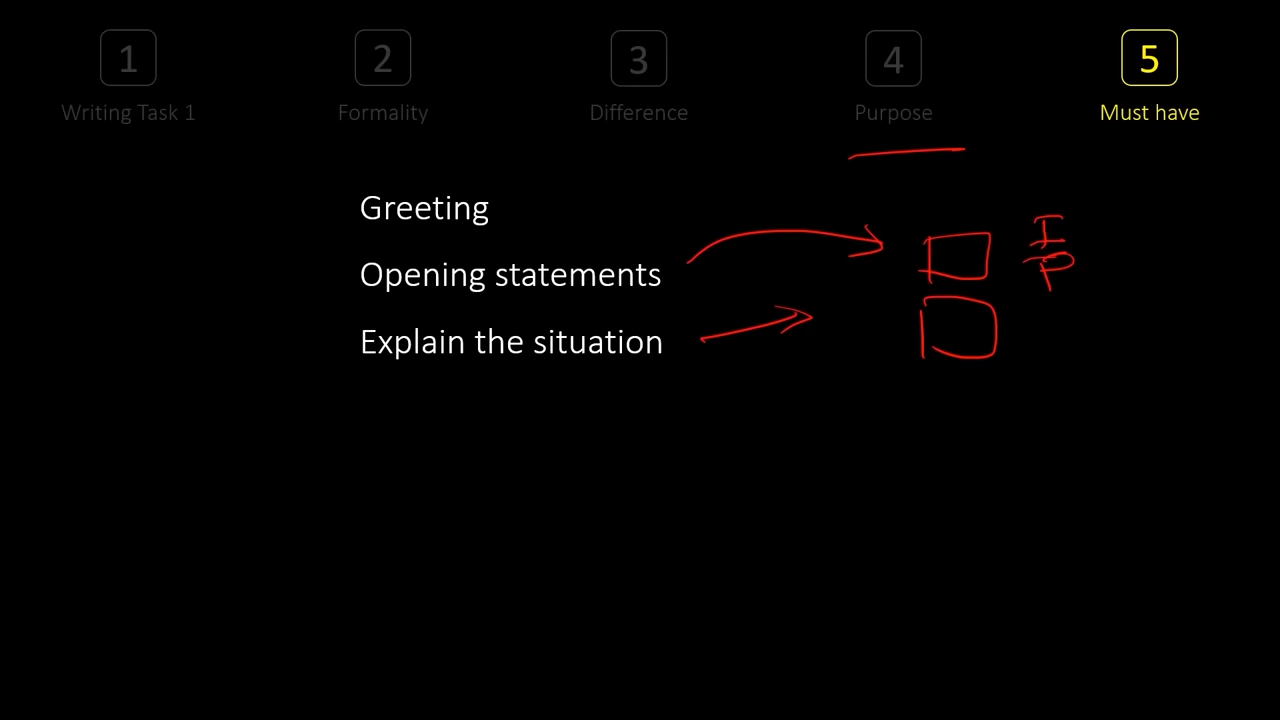 1 2 3 4 5
Writing Task 1 Formality Difference Purpose Must have
Greeting
I
P
Opening statements
Explain the situation